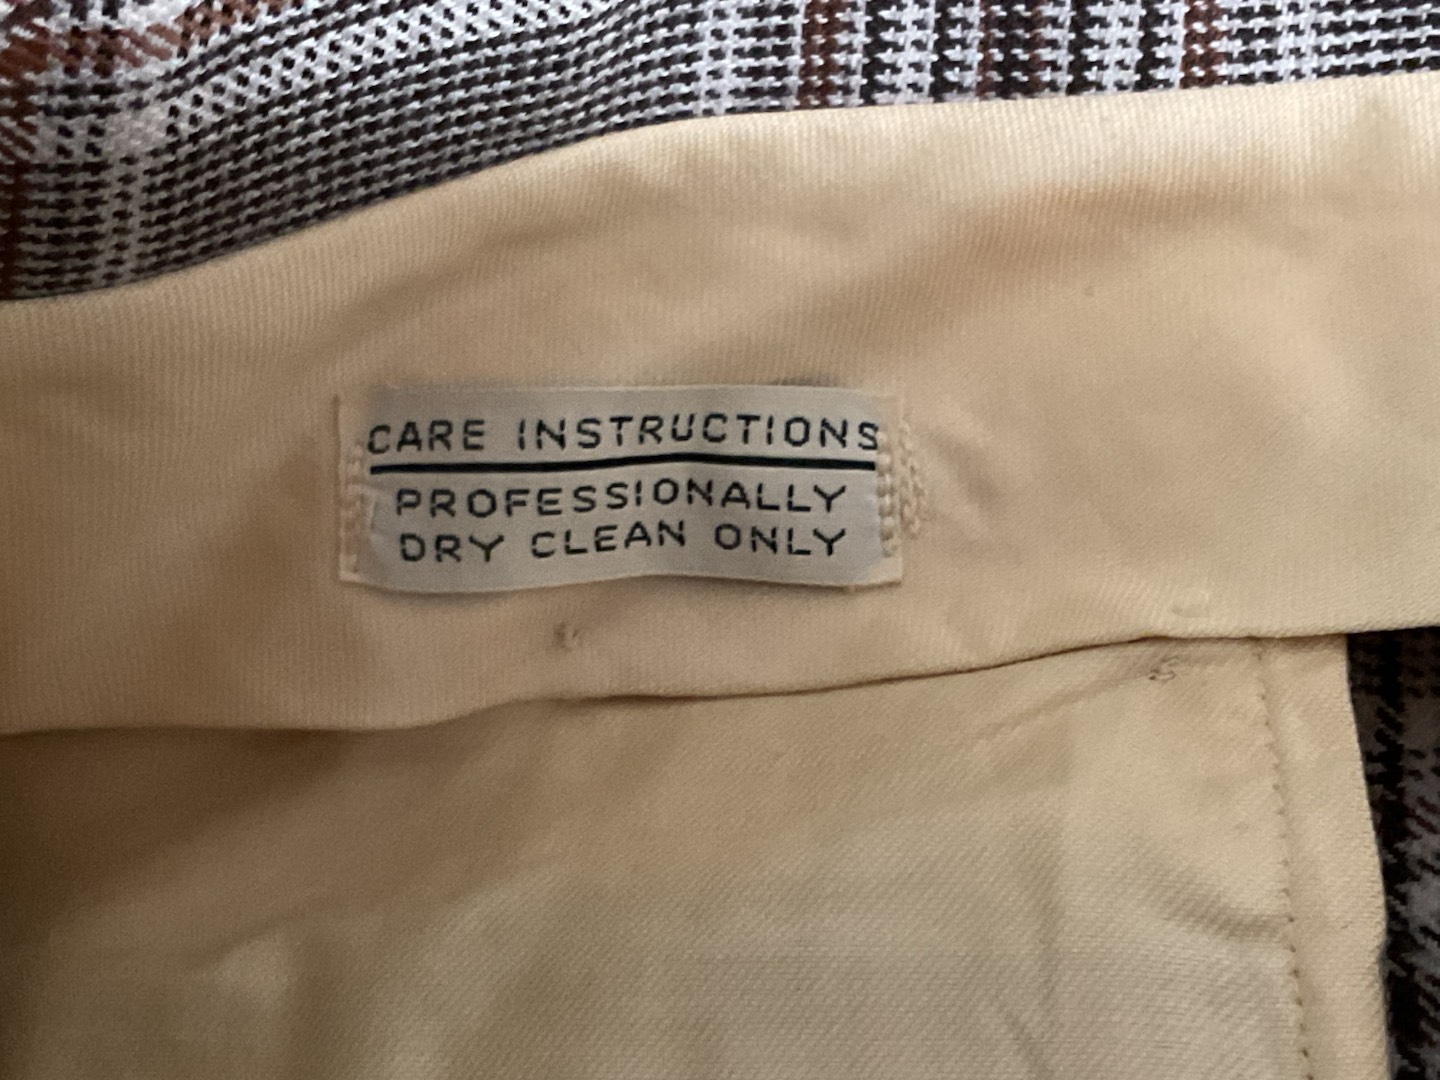 CARE INSTRUCTIONS
PROFESSIONALLY
DRY CLEAN ONLY